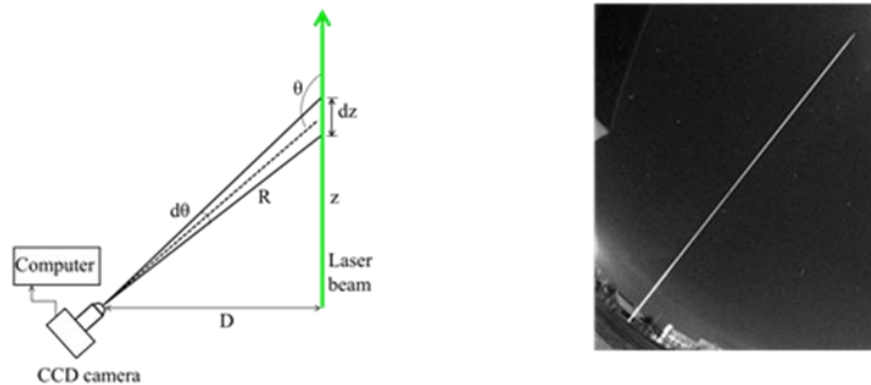 θ
dz
dθ
R
z
Computer
Laser
beam
D
CCD camera